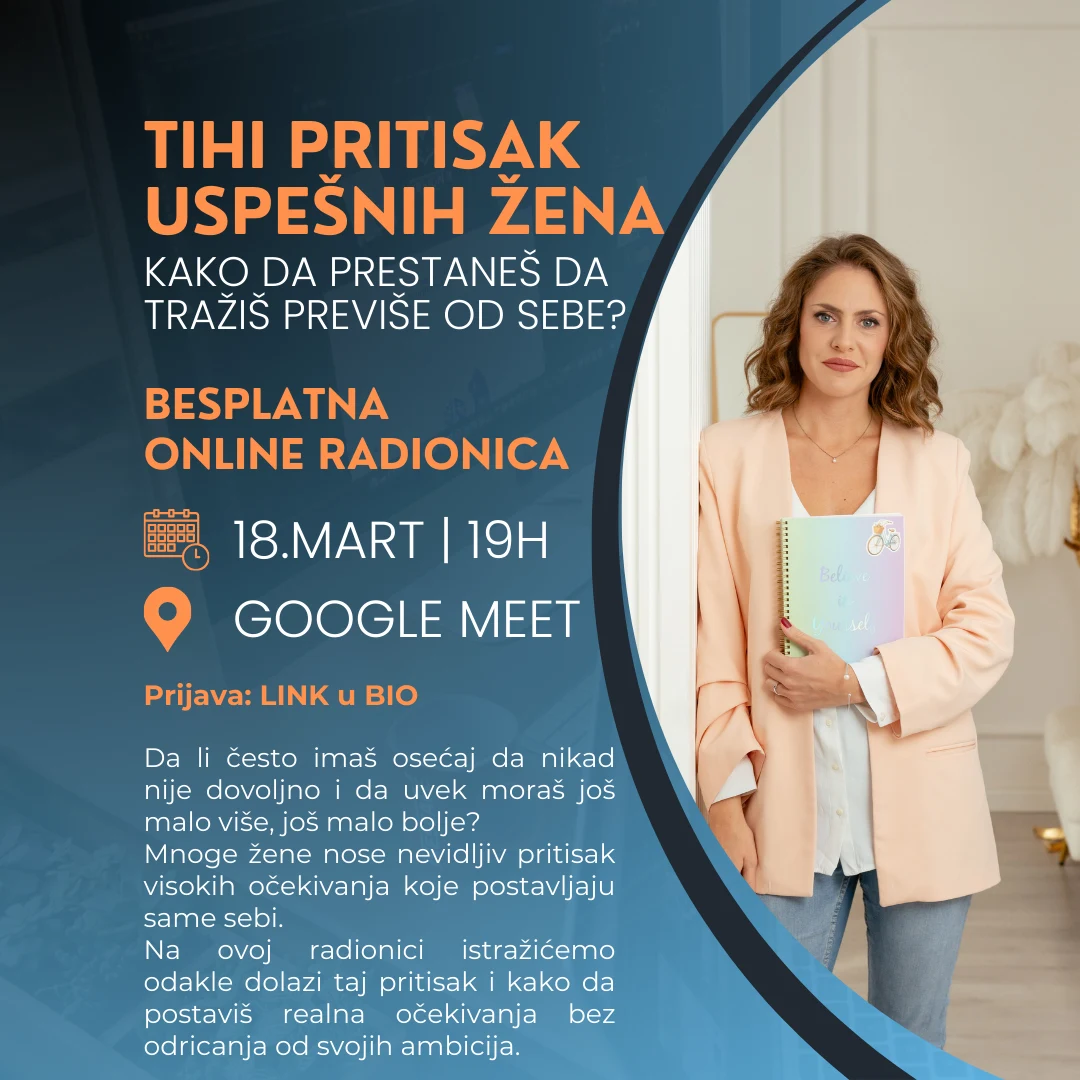 TIHI PRITISAK
USPEŠNIH ŽENA
KAKO DA PRESTANEŠ DA
TRAŽIŠ PREVIŠE OD SEBE?
BESPLATNA
ONLINE RADIONICA
18.MART | 19H
GOOGLE MEET
Prijava: LINK u BIO
Da li često imaš osećaj da nikad
nije dovoljno i da uvek moraš još
malo više, još malo bolje?
Mnoge žene nose nevidljiv pritisak
visokih očekivanja koje postavljaju
same sebi.
Na ovoj radionici istražićemo
odakle dolazi taj pritisak i kako da
postaviš realna očekivanja bez
odricanja od svojih ambicija.